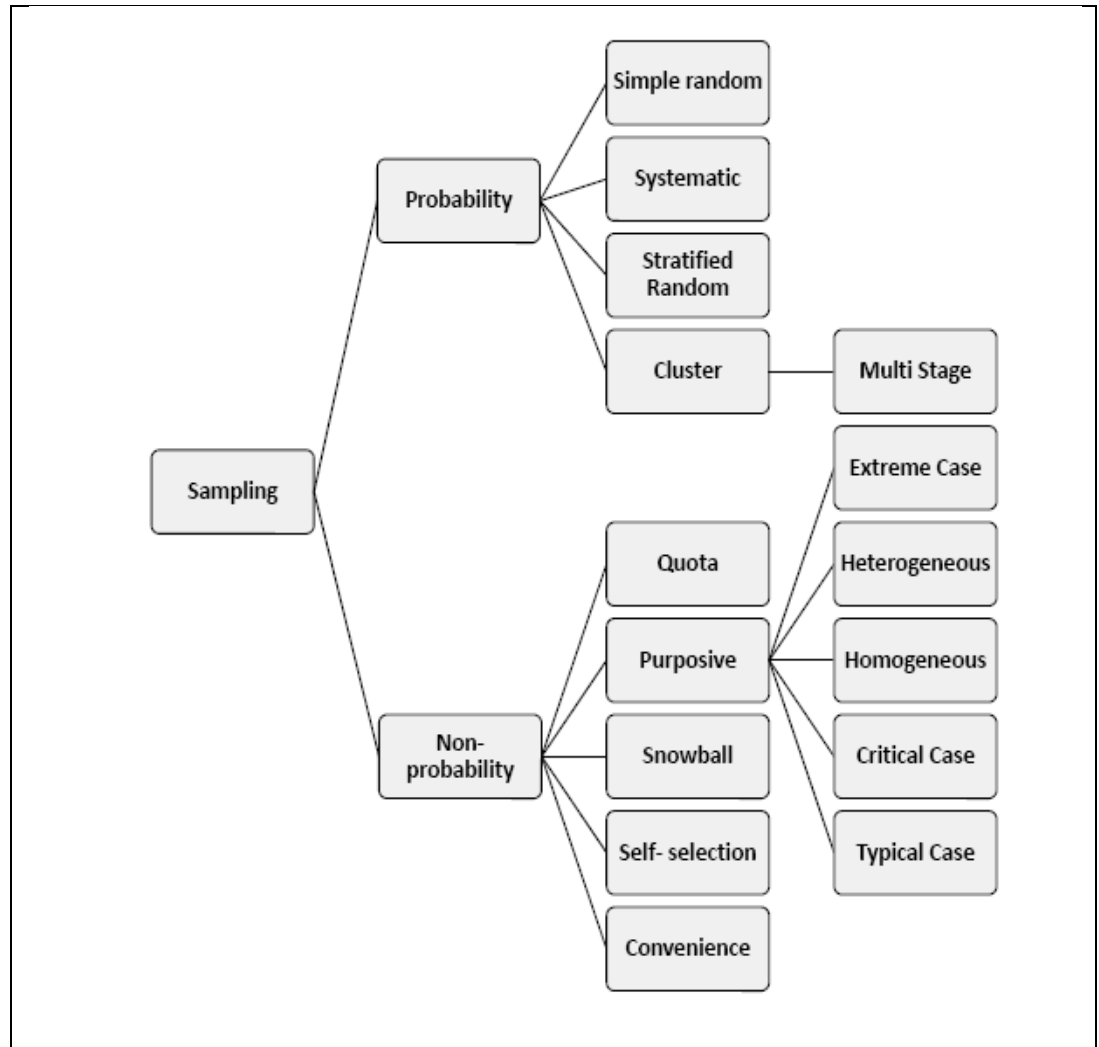 Simple random
Systematic
Probability
Stratified
Random
Cluster
Multi Stage
Extreme Case
Sampling
Quota
Heterogeneous
Purposive
Homogeneous
Non-
probability
Snowball
Critical Case
Self- selection
Typical Case
Convenience